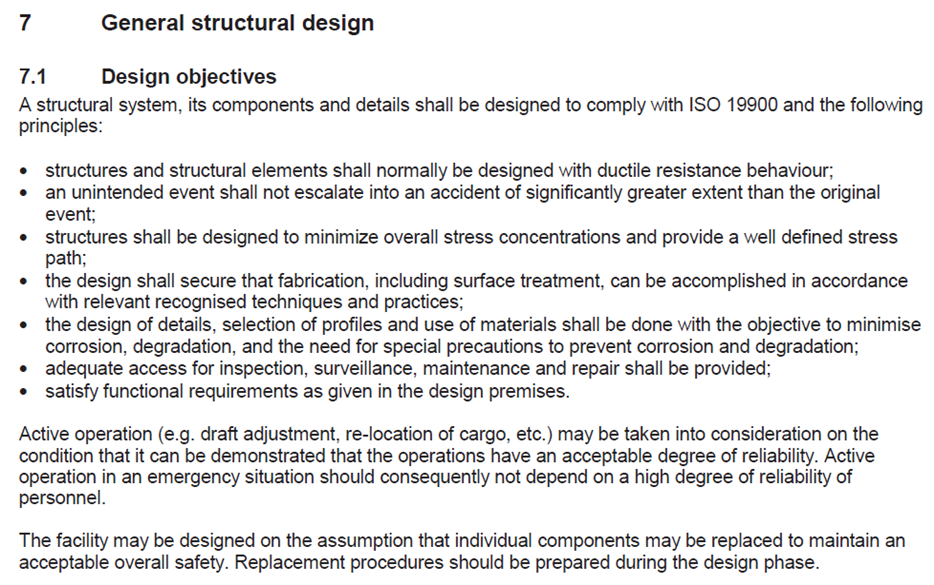 7 General structural design
7.1 Design objectives
A structural system, its components and details shall be designed to comply with ISO 19900 and the following
principles:
• structures and structural elements shall normally be designed with ductile resistance behaviour;
• an unintended event shall not escalate into an accident of significantly greater extent than the original
event;
• structures shall be designed to minimize overall stress concentrations and provide a well defined stress
path;
• the design shall secure that fabrication, including surface treatment, can be accomplished in accordance
with relevant recognised techniques and practices;
• the design of details, selection of profiles and use of materials shall be done with the objective to minimise
corrosion, degradation, and the need for special precautions to prevent corrosion and degradation;
• adequate access for inspection, surveillance, maintenance and repair shall be provided;
• satisfy functional requirements as given in the design premises.
Active operation (e.g. draft adjustment, re-location of cargo, etc.) may be taken into consideration on the
condition that it can be demonstrated that the operations have an acceptable degree of reliability. Active
operation in an emergency situation should consequently not depend on a high degree of reliability of
personnel.
The facility may be designed on the assumption that individual components may be replaced to maintain an
acceptable overall safety. Replacement procedures should be prepared during the design phase.